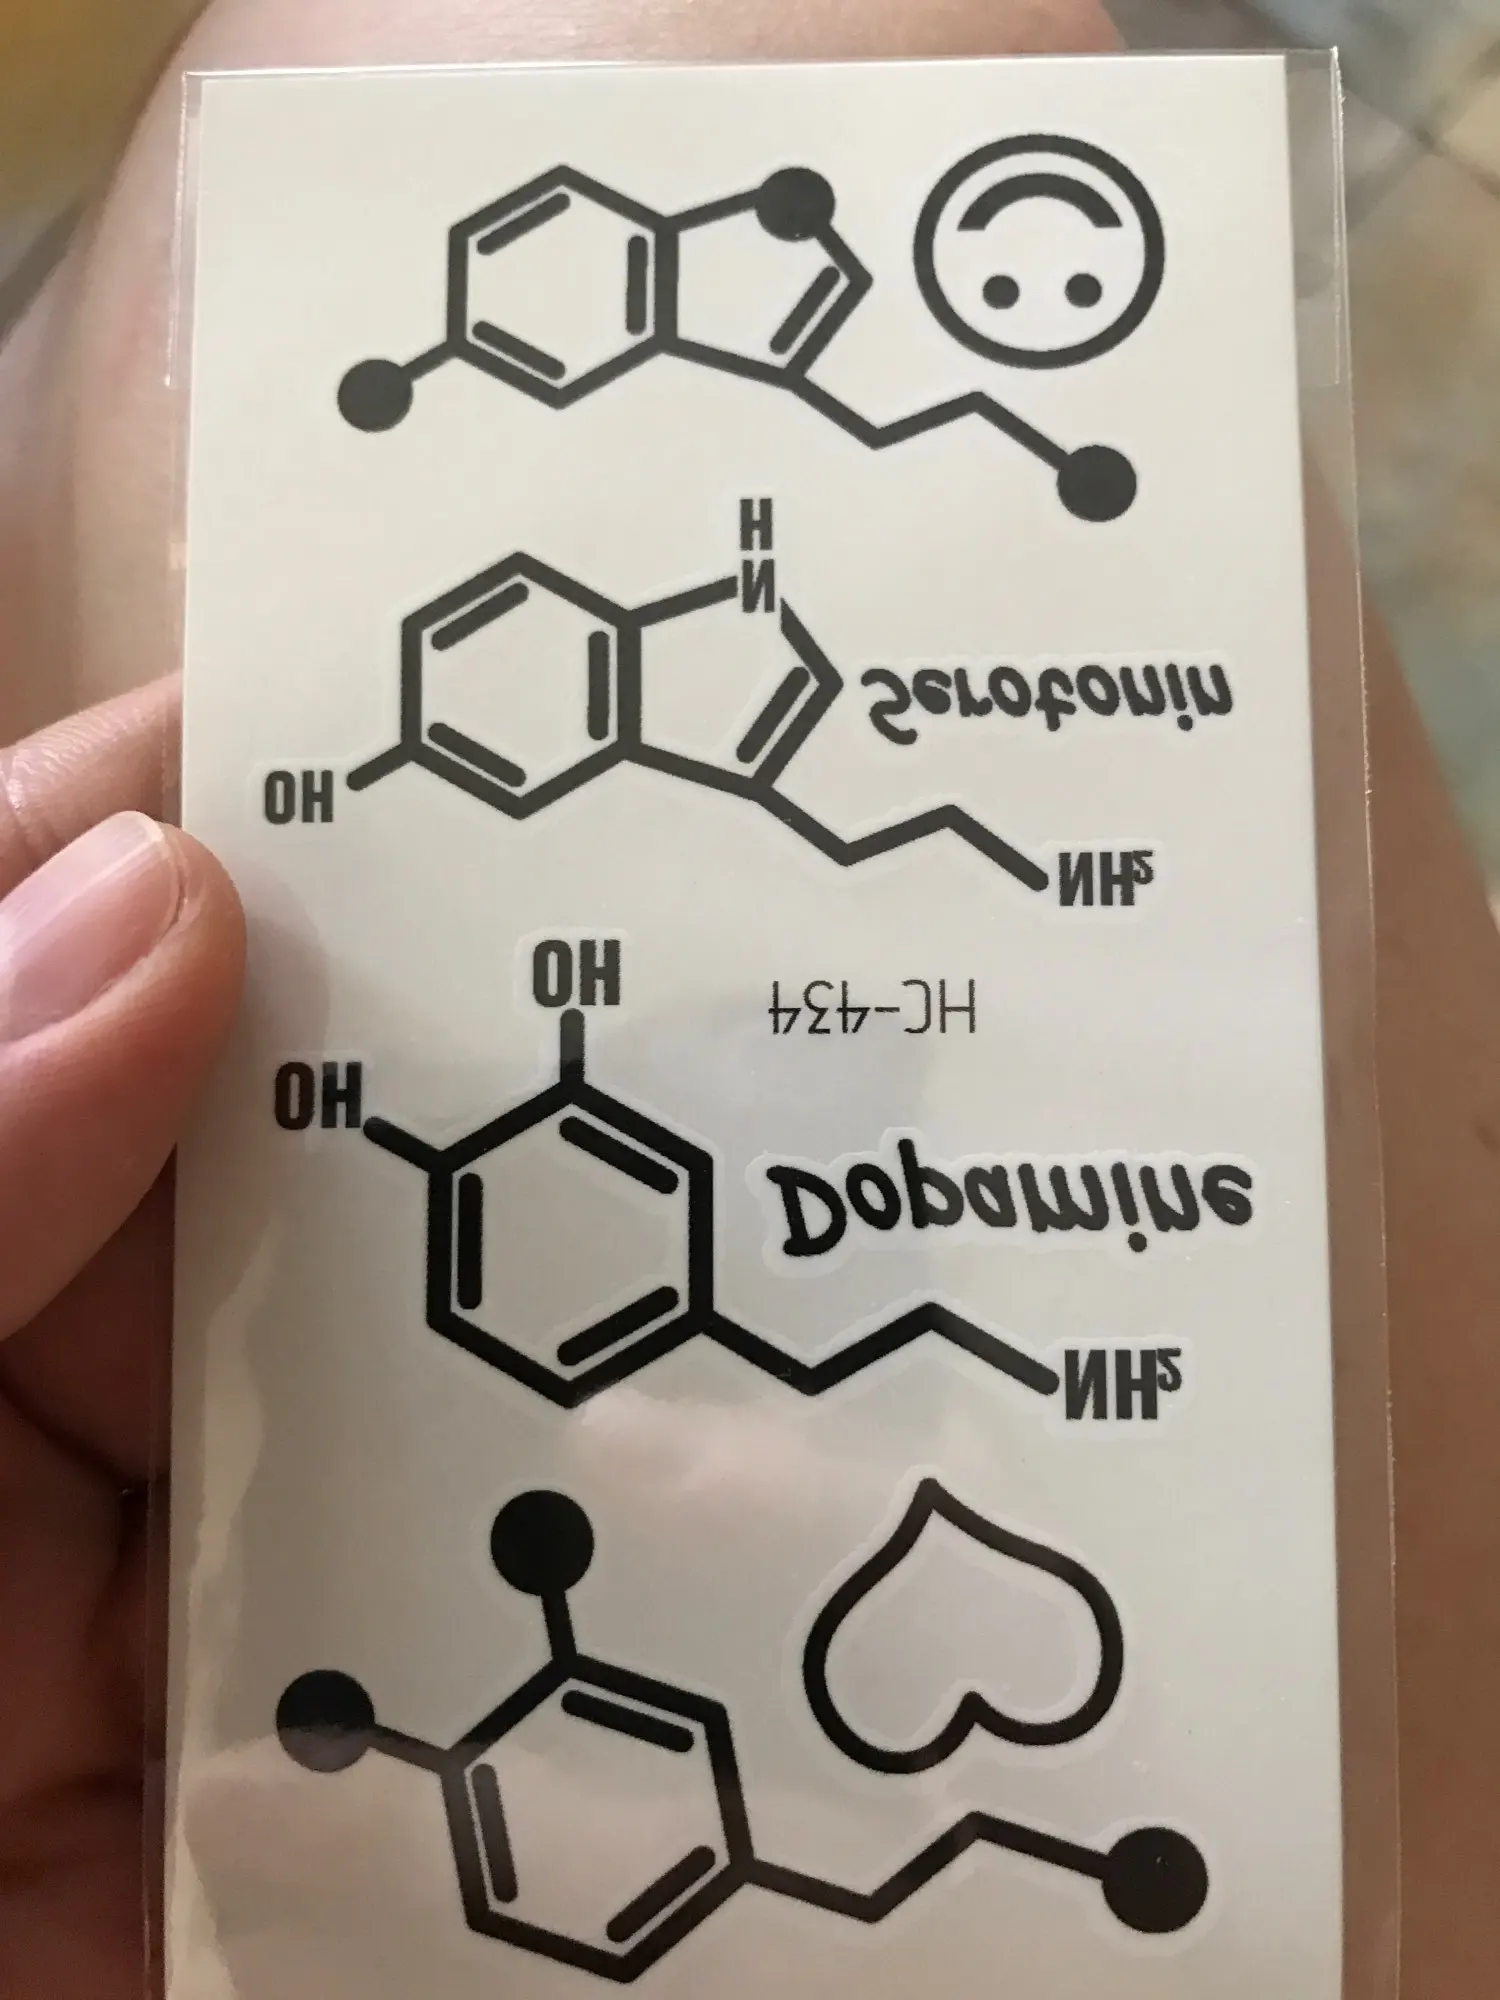 H
N
Serotonin
OH
NH₂
OH
HC-434
OH
Dopamine
NH₂